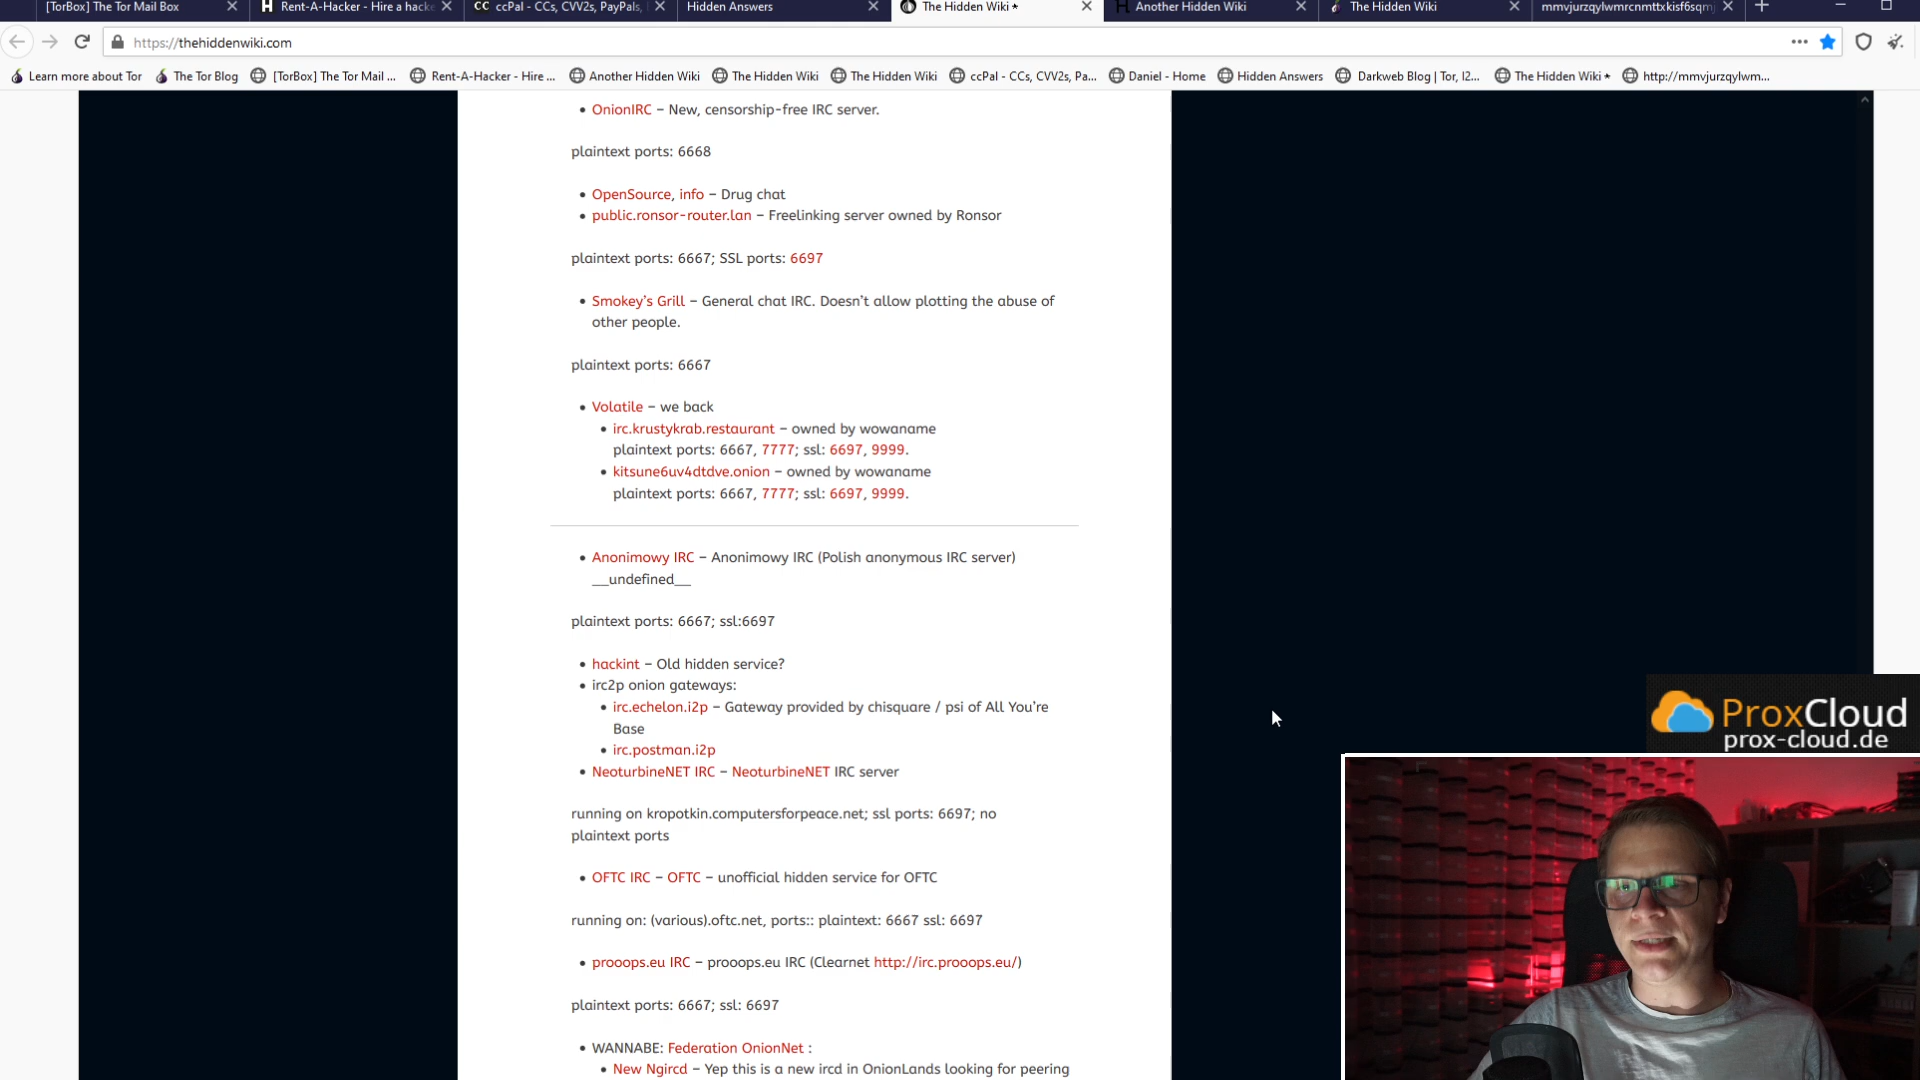 [TorBox] The Tor Mail Box
Rent-A-Hacker - Hire a hacke
CC ccPal - CCs, CVV2s, PayPals,
Hidden Answers
The Hidden Wiki *
Another Hidden Wiki
The Hidden Wiki
mmvjurzqylwmrcnmttxkisf6sqm
https://thehiddenwiki.com
Learn more about Tor
The Tor Blog
[TorBox] The Tor Mail ...
Rent-A-Hacker - Hire ...
Another Hidden Wiki
The Hidden Wiki
The Hidden Wiki
ccPal - CCs, CVV2s, Pa...
Daniel - Home
Hidden Answers
Darkweb Blog | Tor, I2...
The Hidden Wiki *
http://mmvjurzqylwm...
• OnionIRC – New, censorship-free IRC server.
plaintext ports: 6668
• OpenSource, info – Drug chat
• public.ronsor-router.lan – Freelinking server owned by Ronsor
plaintext ports: 6667; SSL ports: 6697
• Smokey's Grill – General chat IRC. Doesn't allow plotting the abuse of
other people.
plaintext ports: 6667
• Volatile – we back
• irc.krustykrab.restaurant – owned by wowaname
plaintext ports: 6667, 7777; ssl: 6697, 9999.
• kitsune6uv4dtdve.onion – owned by wowaname
plaintext ports: 6667, 7777; ssl: 6697, 9999.
• Anonimowy IRC – Anonimowy IRC (Polish anonymous IRC server)
__undefined__
plaintext ports: 6667; ssl:6697
• hackint – Old hidden service?
• irc2p onion gateways:
• irc.echelon.i2p – Gateway provided by chisquare / psi of All You're
Base
• irc.postman.i2p
• NeoturbineNET IRC – NeoturbineNET IRC server
running on kropotkin.computersforpeace.net; ssl ports: 6697; no
plaintext ports
• OFTC IRC – OFTC – unofficial hidden service for OFTC
running on: (various).oftc.net, ports:: plaintext: 6667 ssl: 6697
• prooops.eu IRC – prooops.eu IRC (Clearnet http://irc.prooops.eu/)
plaintext ports: 6667; ssl: 6697
• WANNABE: Federation OnionNet :
• New Ngircd – Yep this is a new ircd in OnionLands looking for peering
ProxCloud
prox-cloud.de